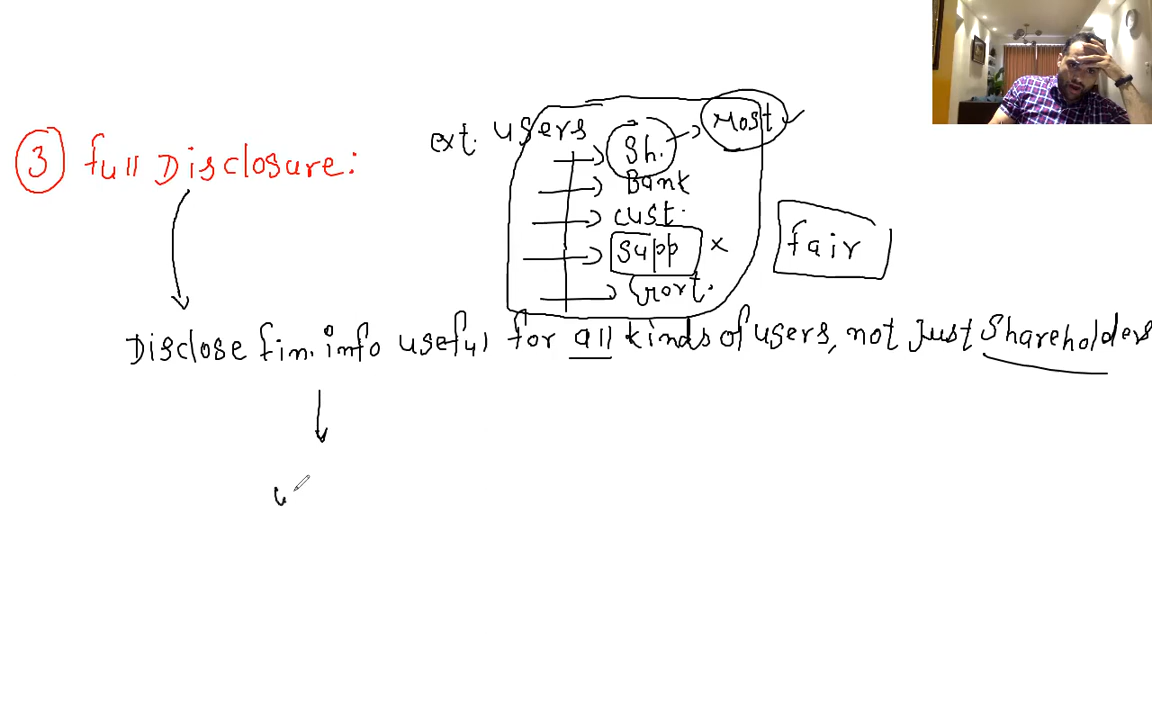 ext. users
Sh. Most
Bank
cust.
Supp x
Govt.
fair
3 full Disclosure:
Disclose fin. info useful for all kinds of users, not just Shareholders